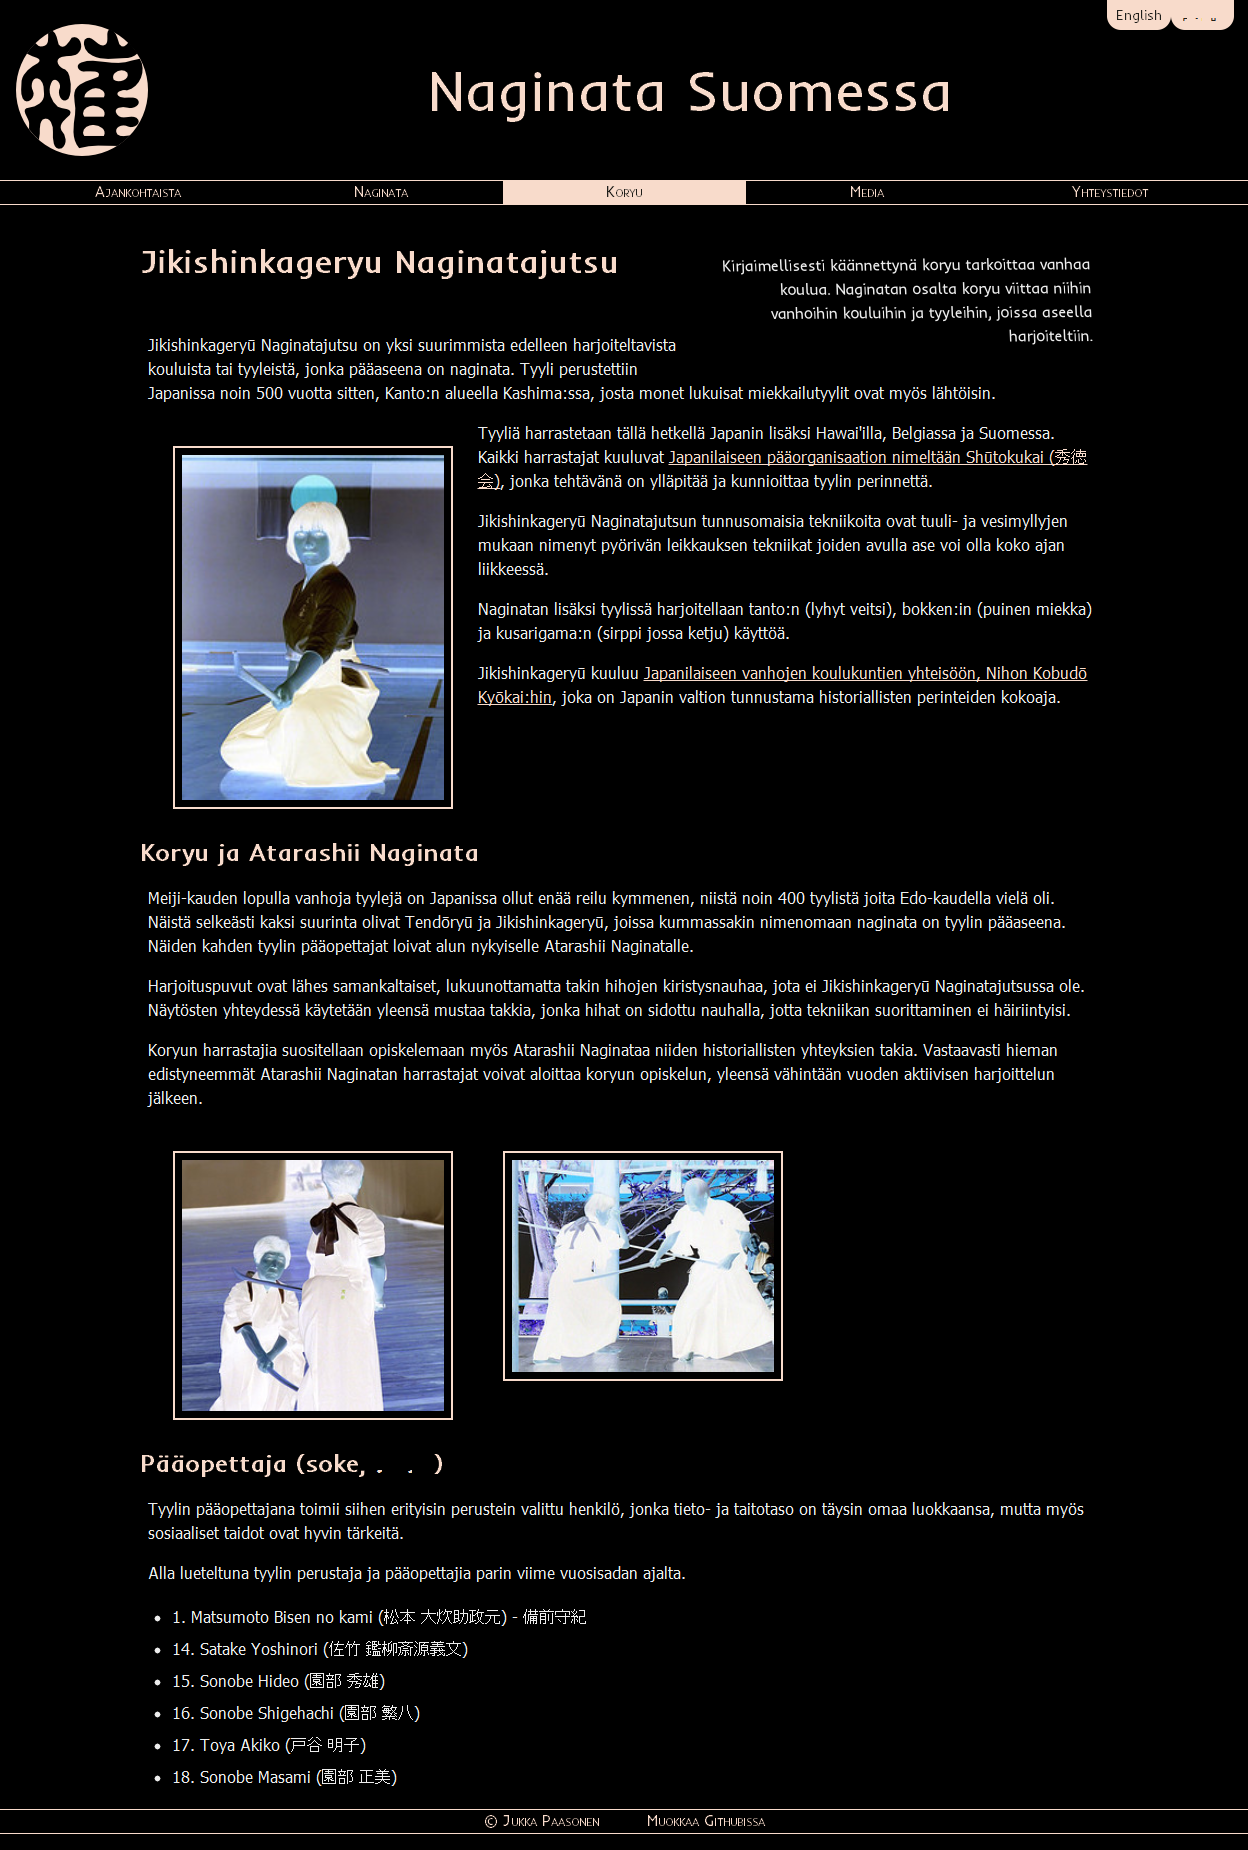 English
Naginata Suomessa
Ajankohtaista
Naginata
Koryu
Media
Yhteystiedot
Jikishinkageryu Naginatajutsu
Kirjaimellisesti käännettynä koryu tarkoittaa vanhaa
koulua. Naginatan osalta koryu viittaa niihin
vanhoihin kouluihin ja tyyleihin, joissa aseella
harjoiteltiin.
Jikishinkageryū Naginatajutsu on yksi suurimmista edelleen harjoiteltavista
kouluista tai tyyleistä, jonka pääaseena on naginata. Tyyli perustettiin
Japanissa noin 500 vuotta sitten, Kanto:n alueella Kashima:ssa, josta monet lukuisat miekkailutyylit ovat myös lähtöisin.
Tyyliä harrastetaan tällä hetkellä Japanin lisäksi Hawai'illa, Belgiassa ja Suomessa.
Kaikki harrastajat kuuluvat Japanilaiseen pääorganisaation nimeltään Shūtokukai (秀徳
会), jonka tehtävänä on ylläpitää ja kunnioittaa tyylin perinnettä.
Jikishinkageryū Naginatajutsun tunnusomaisia tekniikoita ovat tuuli- ja vesimyllyjen
mukaan nimenyt pyörivän leikkauksen tekniikat joiden avulla ase voi olla koko ajan
liikkeessä.
Naginatan lisäksi tyylissä harjoitellaan tanto:n (lyhyt veitsi), bokken:in (puinen miekka)
ja kusarigama:n (sirppi jossa ketju) käyttöä.
Jikishinkageryū kuuluu Japanilaiseen vanhojen koulukuntien yhteisöön, Nihon Kobudō
Kyōkai:hin, joka on Japanin valtion tunnustama historiallisten perinteiden kokoaja.
Koryu ja Atarashii Naginata
Meiji-kauden lopulla vanhoja tyylejä on Japanissa ollut enää reilu kymmenen, niistä noin 400 tyylistä joita Edo-kaudella vielä oli.
Näistä selkeästi kaksi suurinta olivat Tendōryū ja Jikishinkageryū, joissa kummassakin nimenomaan naginata on tyylin pääaseena.
Näiden kahden tyylin pääopettajat loivat alun nykyiselle Atarashii Naginatalle.
Harjoituspuvut ovat lähes samankaltaiset, lukuunottamatta takin hihojen kiristysnauhaa, jota ei Jikishinkageryū Naginatajutsussa ole.
Näytösten yhteydessä käytetään yleensä mustaa takkia, jonka hihat on sidottu nauhalla, jotta tekniikan suorittaminen ei häiriintyisi.
Koryun harrastajia suositellaan opiskelemaan myös Atarashii Naginataa niiden historiallisten yhteyksien takia. Vastaavasti hieman
edistyneemmät Atarashii Naginatan harrastajat voivat aloittaa koryun opiskelun, yleensä vähintään vuoden aktiivisen harjoittelun
jälkeen.
Pääopettaja (soke, )
Tyylin pääopettajana toimii siihen erityisin perustein valittu henkilö, jonka tieto- ja taitotaso on täysin omaa luokkaansa, mutta myös
sosiaaliset taidot ovat hyvin tärkeitä.
Alla lueteltuna tyylin perustaja ja pääopettajia parin viime vuosisadan ajalta.
• 1. Matsumoto Bisen no kami (松本 大炊助政元) - 備前守紀
• 14. Satake Yoshinori (佐竹 鑑柳斎源義文)
• 15. Sonobe Hideo (園部 秀雄)
• 16. Sonobe Shigehachi (園部 繁八)
• 17. Toya Akiko (戸谷 明子)
• 18. Sonobe Masami (園部 正美)
© Jukka Paasonen
Muokkaa Githubissa